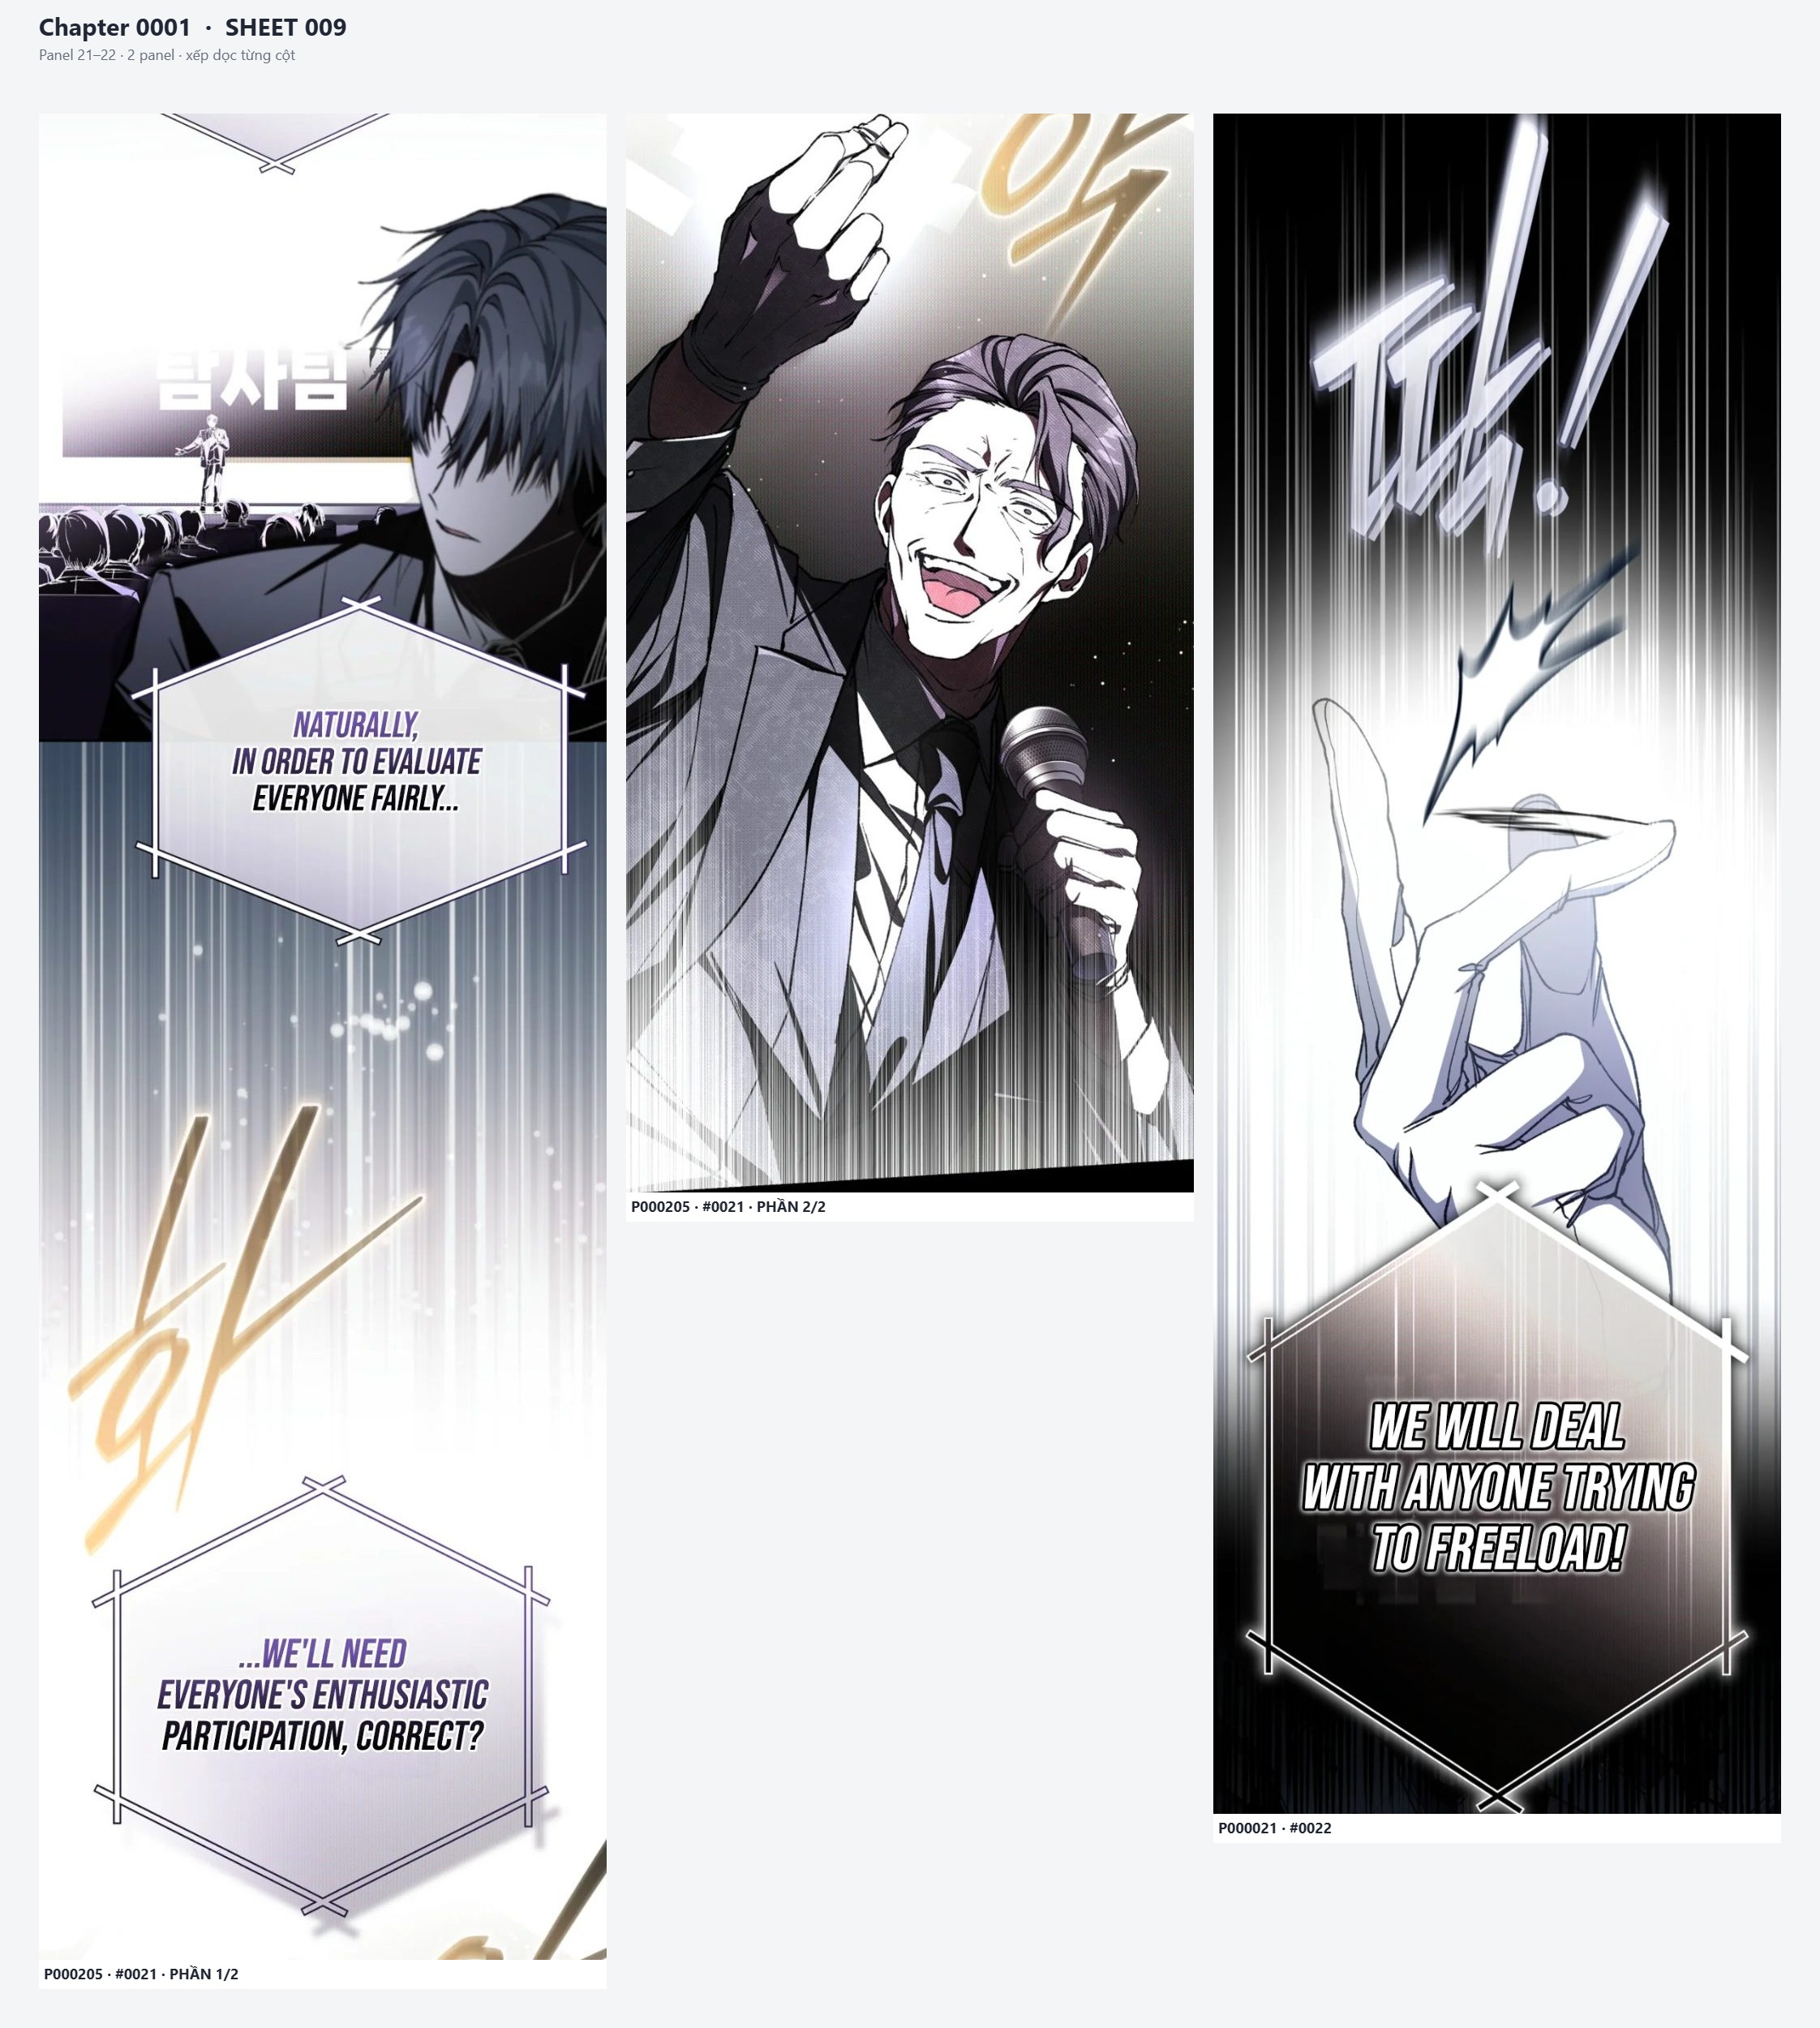 Chapter 0001 · SHEET 009
Panel 21–22 · 2 panel · xếp dọc từng cột
탐사팀
NATURALLY,
IN ORDER TO EVALUATE
EVERYONE FAIRLY...
화
...WE'LL NEED
EVERYONE'S ENTHUSIASTIC
PARTICIPATION, CORRECT?
P000205 · #0021 · PHẦN 1/2
악
P000205 · #0021 · PHẦN 2/2
딱!
WE WILL DEAL
WITH ANYONE TRYING
TO FREELOAD!
P000021 · #0022